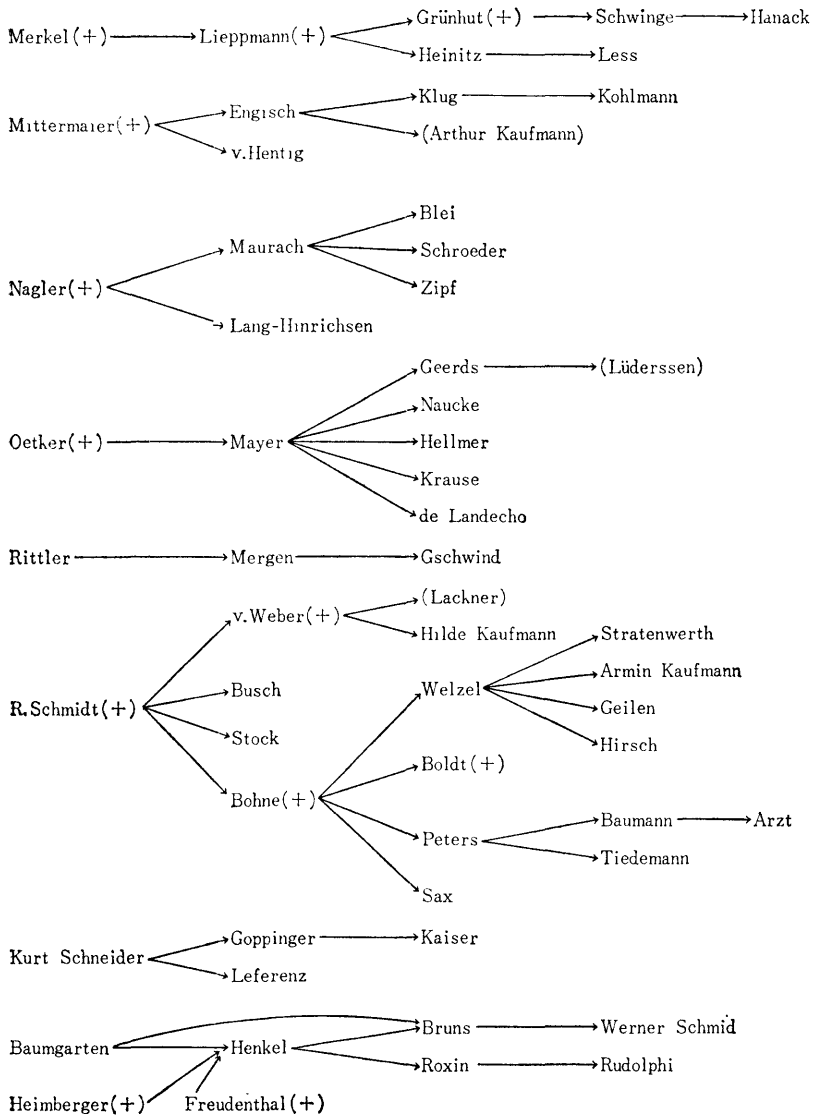 Grünhut(+) Schwinge Hanack
Merkel(+) Lieppmann(+)
Heinitz Less
Klug Kohlmann
Engisch
Mittermaier(+) (Arthur Kaufmann)
v.Hentig
Blei
Maurach Schroeder
Nagler(+) Zipf
Lang-Hinrichsen
Geerds (Lüderssen)
Naucke
Oetker(+) Mayer Hellmer
Krause
de Landecho
Rittler Mergen Gschwind
(Lackner)
v.Weber(+)
Hilde Kaufmann Stratenwerth
Armin Kaufmann
Busch Welzel
R.Schmidt(+) Geilen
Stock Hirsch
Boldt(+)
Bohne(+)
Baumann Arzt
Peters
Tiedemann
Sax
Goppinger Kaiser
Kurt Schneider
Leferenz
Bruns Werner Schmid
Baumgarten Henkel
Roxin Rudolphi
Heimberger(+) Freudenthal(+)